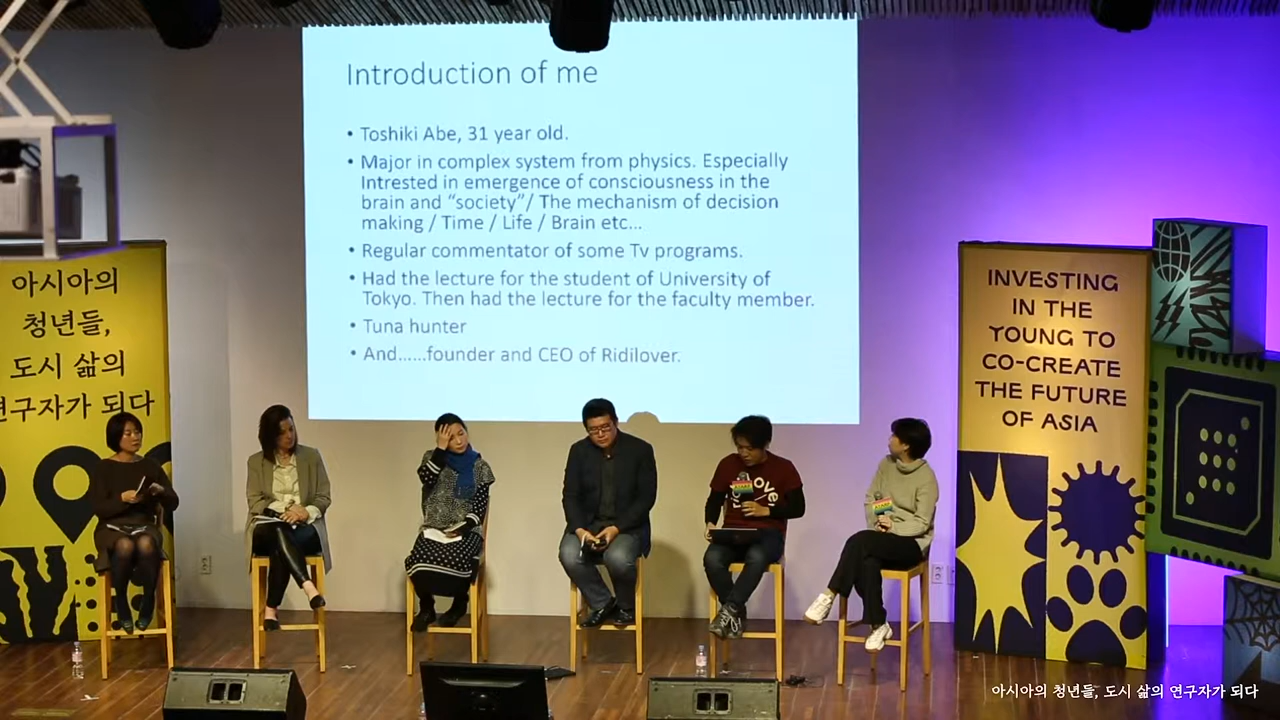 Introduction of me
• Toshiki Abe, 31 year old.
• Major in complex system from physics. Especially
Intrested in emergence of consciousness in the
brain and “society”/ The mechanism of decision
making / Time / Life / Brain etc...
• Regular commentator of some Tv programs.
• Had the lecture for the student of University of
Tokyo. Then had the lecture for the faculty member.
• Tuna hunter
• And......founder and CEO of Ridilover.
아시아의
청년들,
도시 삶의
연구자가 되다
INVESTING
IN THE
YOUNG TO
CO-CREATE
THE FUTURE
OF ASIA
아시아의 청년들, 도시 삶의 연구자가 되다